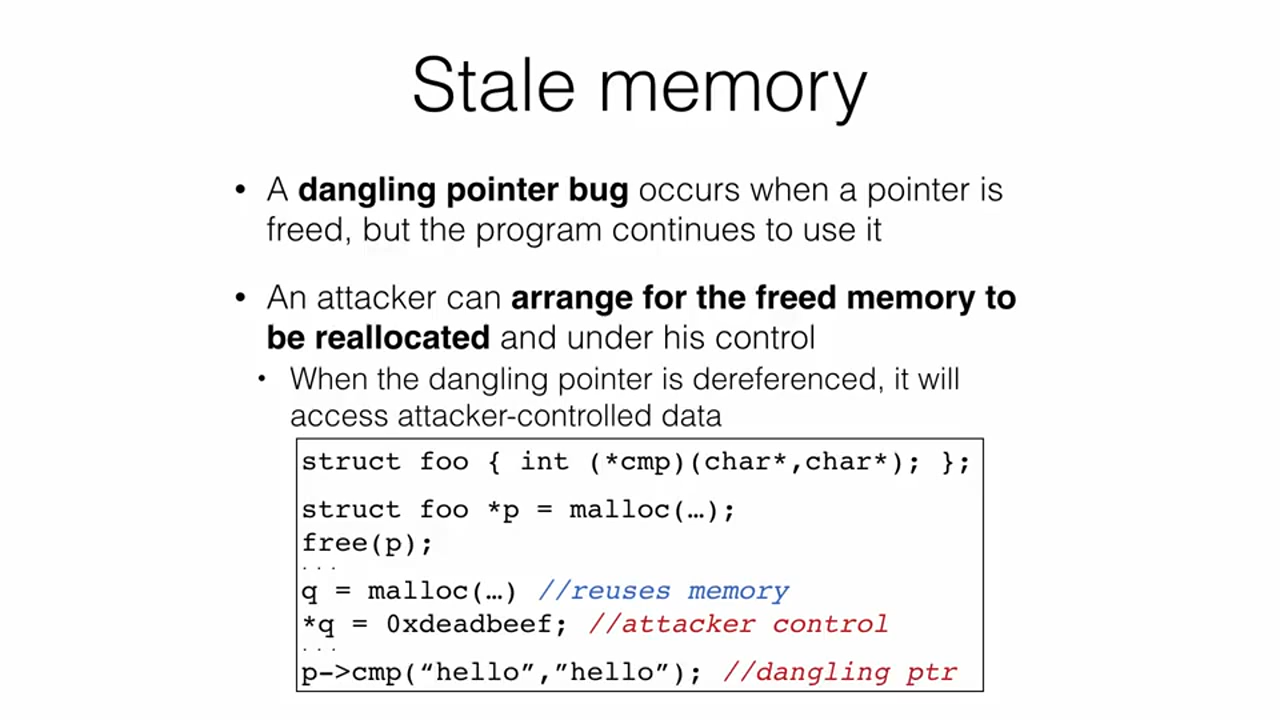 Stale memory
• A dangling pointer bug occurs when a pointer is
freed, but the program continues to use it
• An attacker can arrange for the freed memory to
be reallocated and under his control
• When the dangling pointer is dereferenced, it will
access attacker-controlled data
struct foo { int (*cmp)(char*,char*); };
struct foo *p = malloc(…);
free(p);
...
q = malloc(…) //reuses memory
*q = 0xdeadbeef; //attacker control
...
p->cmp(“hello”,”hello”); //dangling ptr